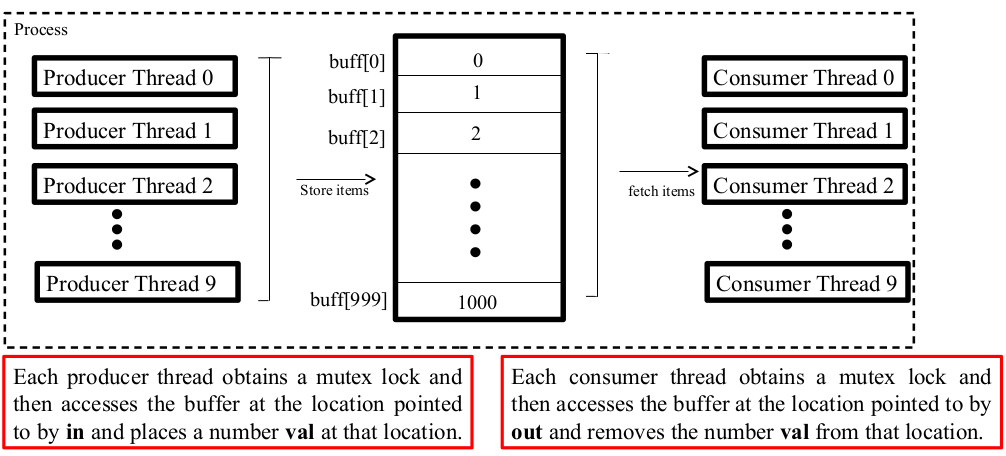 Process
Producer Thread 0
Producer Thread 1
Producer Thread 2
Producer Thread 9
Store items
buff[0]
buff[1]
buff[2]
buff[999]
0
1
2
1000
fetch items
Consumer Thread 0
Consumer Thread 1
Consumer Thread 2
Consumer Thread 9
Each producer thread obtains a mutex lock and
then accesses the buffer at the location pointed
to by in and places a number val at that location.
Each consumer thread obtains a mutex lock and
then accesses the buffer at the location pointed to by
out and removes the number val from that location.